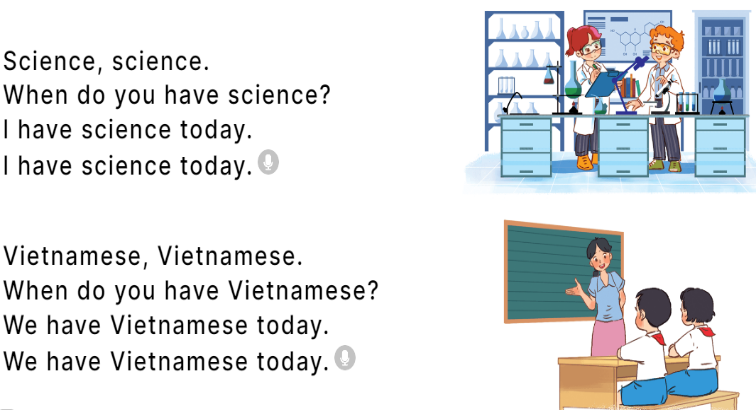 Science, science.
When do you have science?
I have science today.
I have science today.
Vietnamese, Vietnamese.
When do you have Vietnamese?
We have Vietnamese today.
We have Vietnamese today.